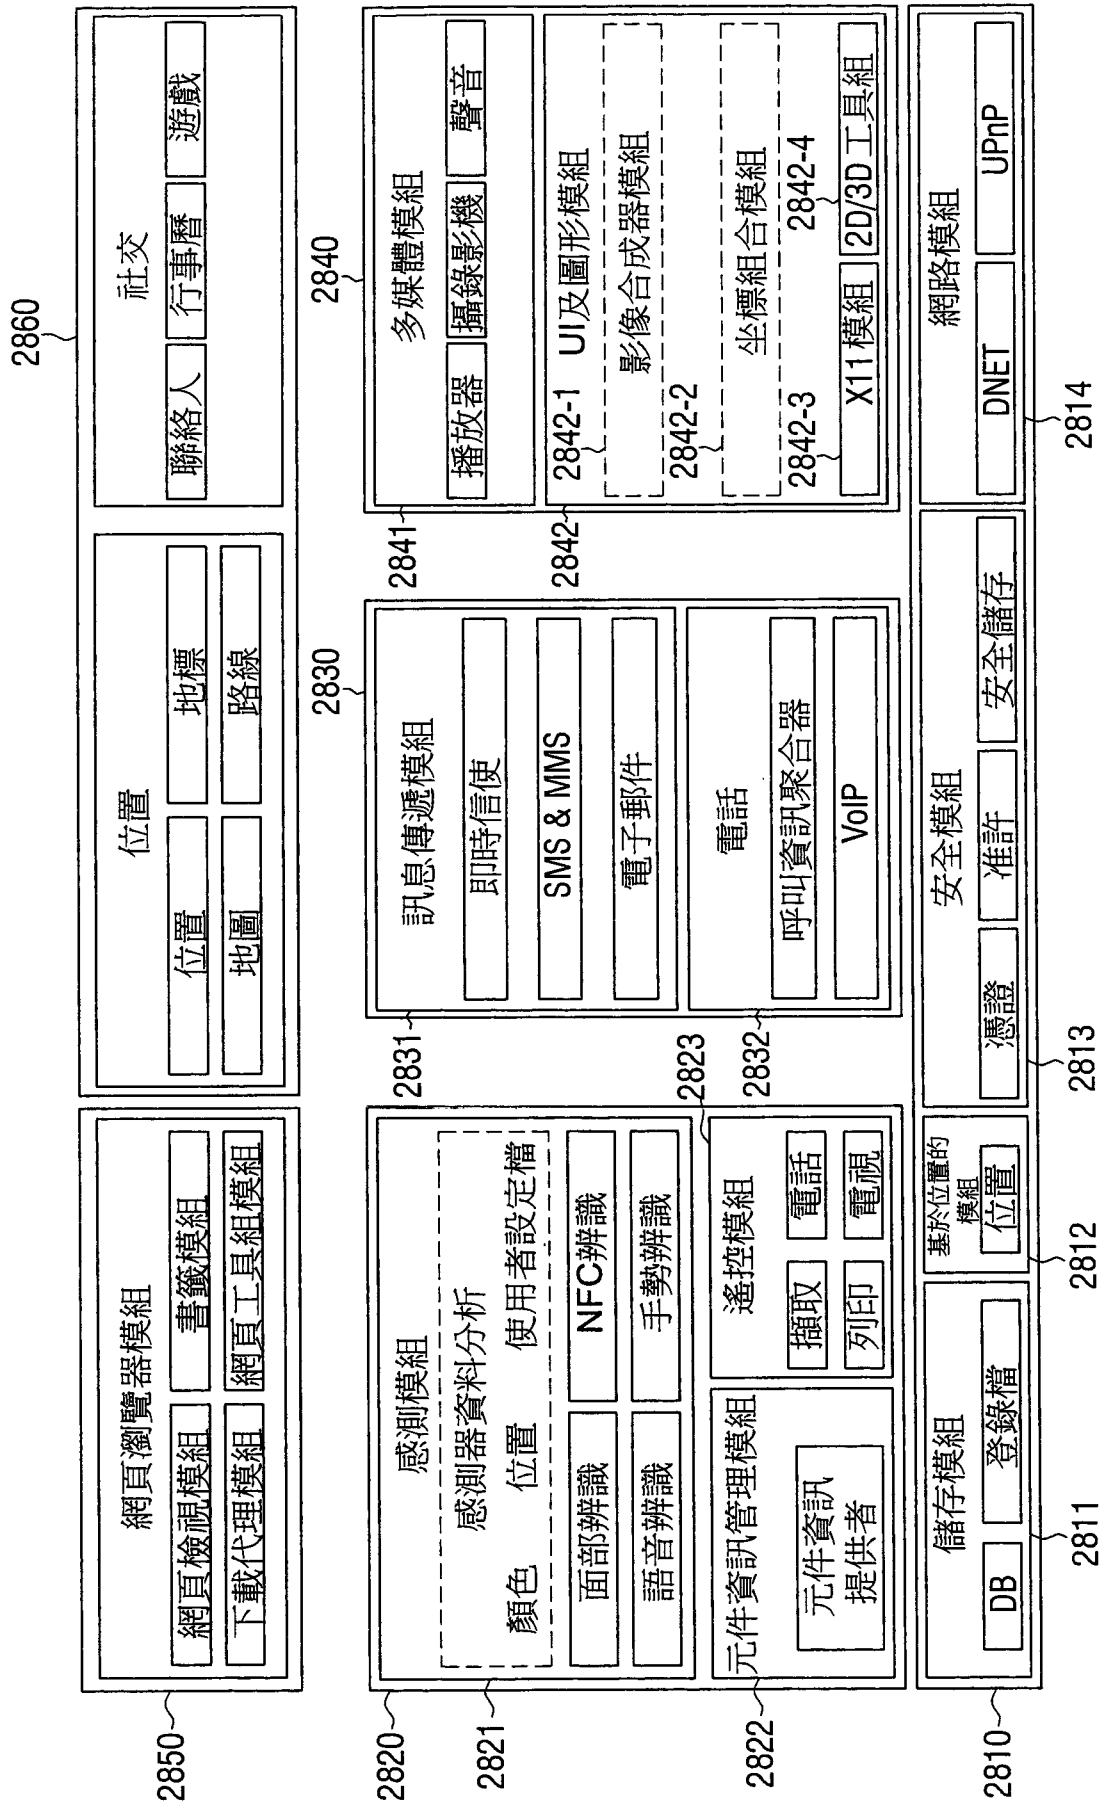 2850
網頁瀏覽器模組
網頁檢視模組
書籤模組
下載代理模組
網頁工具組模組
2860
位置
位置
地標
地圖
路線
社交
聯絡人
行事曆
遊戲
2820
2821
感測模組
感測器資料分析
顏色
位置
使用者設定檔
面部辨識
NFC辨識
語音辨識
手勢辨識
2822
元件資訊管理模組
元件資訊
提供者
2823
遙控模組
擷取
電話
列印
電視
2830
2831
訊息傳遞模組
即時信使
SMS & MMS
電子郵件
2832
電話
呼叫資訊聚合器
VoIP
2840
2841
多媒體模組
播放器
攝錄影機
聲音
2842
UI及圖形模組
2842-1
影像合成器模組
2842-2
坐標組合模組
2842-3
X11模組
2842-4
2D/3D工具組
2810
儲存模組
DB
登錄檔
2811
基於位置的
模組
位置
2812
安全模組
憑證
准許
安全儲存
2813
網路模組
DNET
UPnP
2814